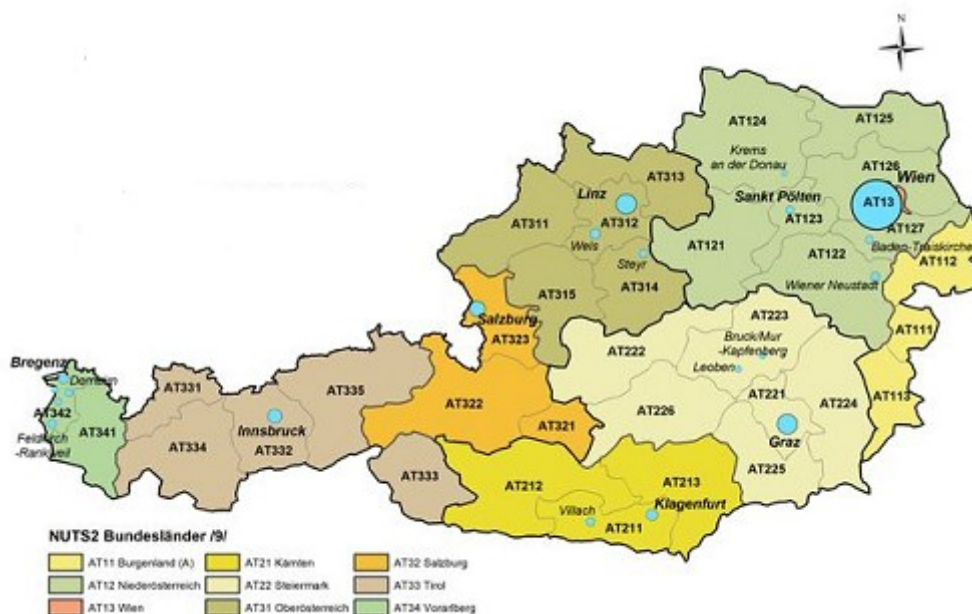 N
AT124
AT125
Krems
an der Donau
AT126
Wien
AT313
Linz
Sankt Pölten
AT13
AT123
AT311
AT312
AT127
Wels
AT121
AT122
Baden-Traiskirchen
AT112
Steyr
Wiener Neustadt
AT315
AT314
Salzburg
AT323
AT223
AT111
Bruck/Mur
-Kapfenberg
AT222
Leoben
Bregenz
Dornbirn
AT331
AT335
AT342
AT341
AT322
AT221
AT224
AT113
AT226
AT321
Feldkirch
-Rankweil
Innsbruck
AT334
AT332
Graz
AT333
AT225
AT212
AT213
Klagenfurt
Villach
AT211
NUTS2 Bundesländer /9/
AT11 Burgenland (A)
AT21 Kärnten
AT32 Salzburg
AT12 Niederösterreich
AT22 Steiermark
AT33 Tirol
AT13 Wien
AT31 Oberösterreich
AT34 Vorarlberg